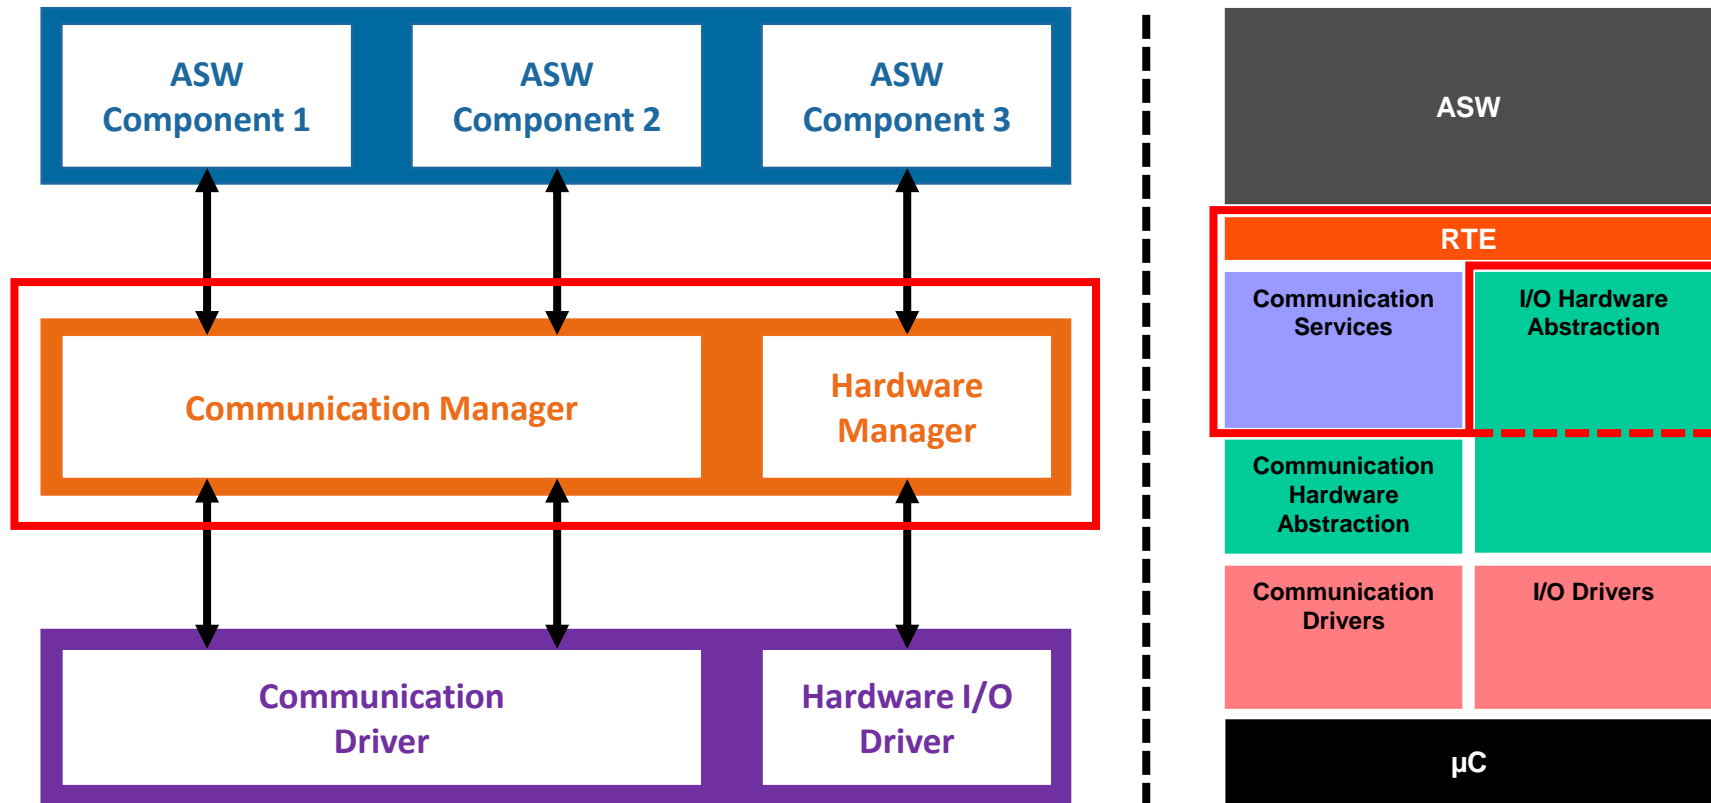 ASW
Component 1
ASW
Component 2
ASW
Component 3
Communication Manager
Hardware
Manager
Communication
Driver
Hardware I/O
Driver
ASW
RTE
Communication
Services
I/O Hardware
Abstraction
Communication
Hardware
Abstraction
Communication
Drivers
I/O Drivers
µC